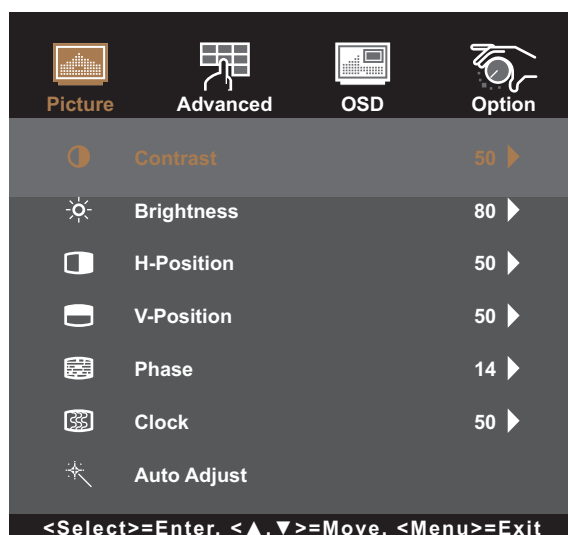 Picture Advanced OSD Option
Contrast 50
Brightness 80
H-Position 50
V-Position 50
Phase 14
Clock 50
Auto Adjust
<Select>=Enter, <▲,▼>=Move, <Menu>=Exit